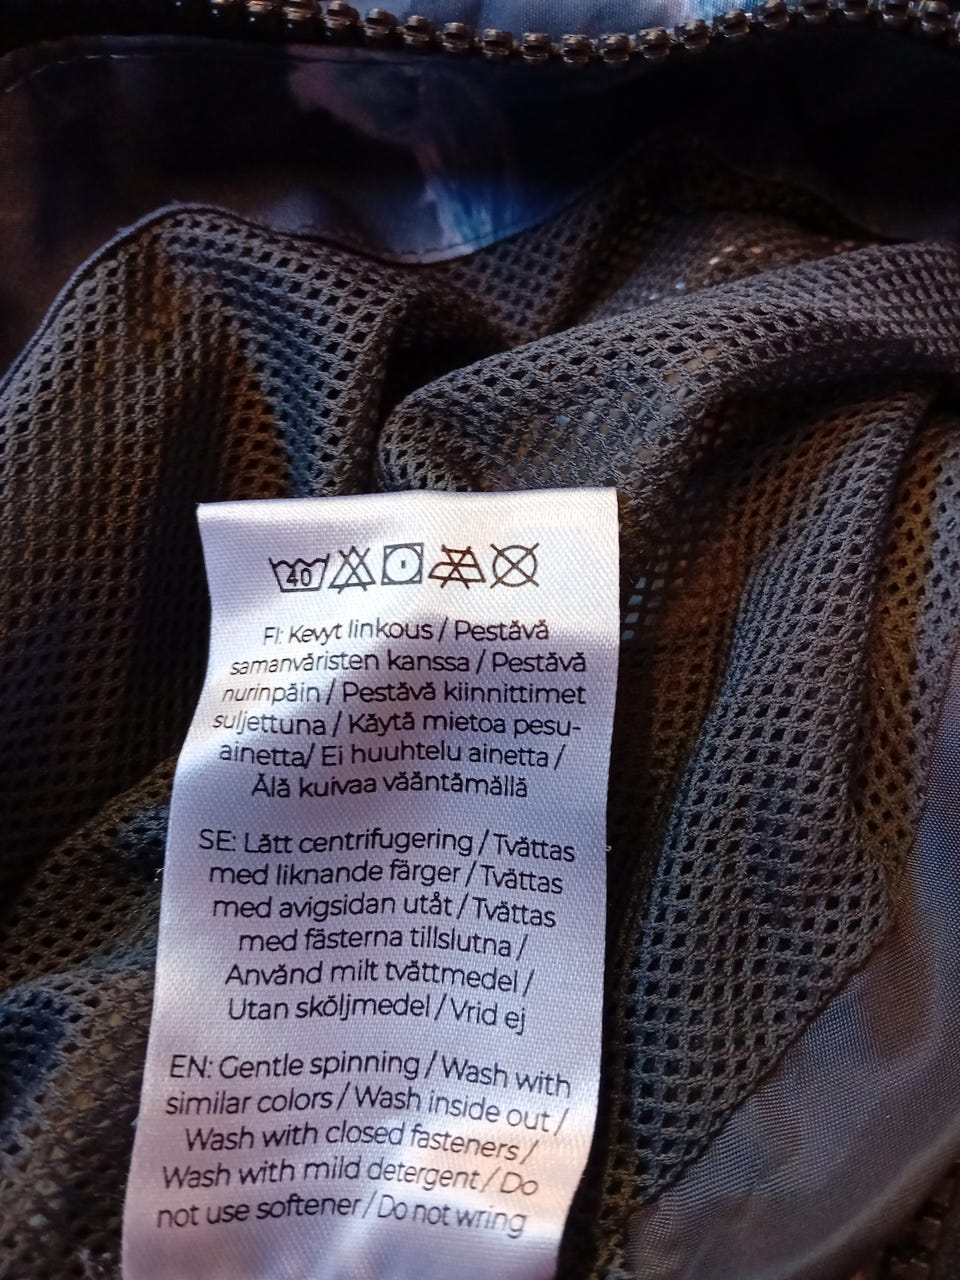 40
FI: Kevyt linkous / Pestävä
samanväristen kanssa / Pestävä
nurinpäin / Pestävä kiinnittimet
suljettuna / Käytä mietoa pesu-
ainetta/ Ei huuhtelu ainetta /
Älä kuivaa vääntämällä
SE: Lätt centrifugering / Tvättas
med liknande färger / Tvättas
med avigsidan utåt / Tvättas
med fästerna tillslutna /
Använd milt tvättmedel /
Utan sköljmedel / Vrid ej
EN: Gentle spinning / Wash with
similar colors / Wash inside out /
Wash with closed fasteners /
Wash with mild detergent / Do
not use softener / Do not wring